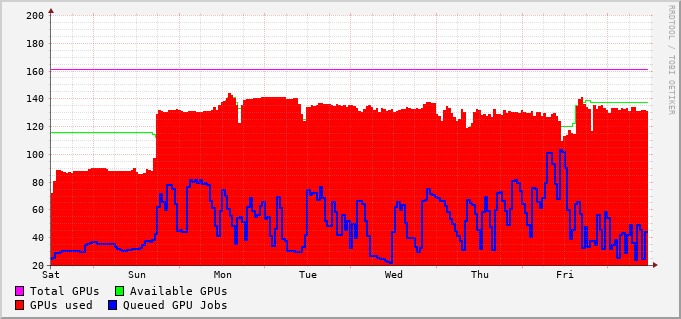 RRDTOOL / TOBI OETIKER
200
180
160
140
120
100
80
60
40
20
Sat Sun Mon Tue Wed Thu Fri
Total GPUs Available GPUs
GPUs used Queued GPU Jobs